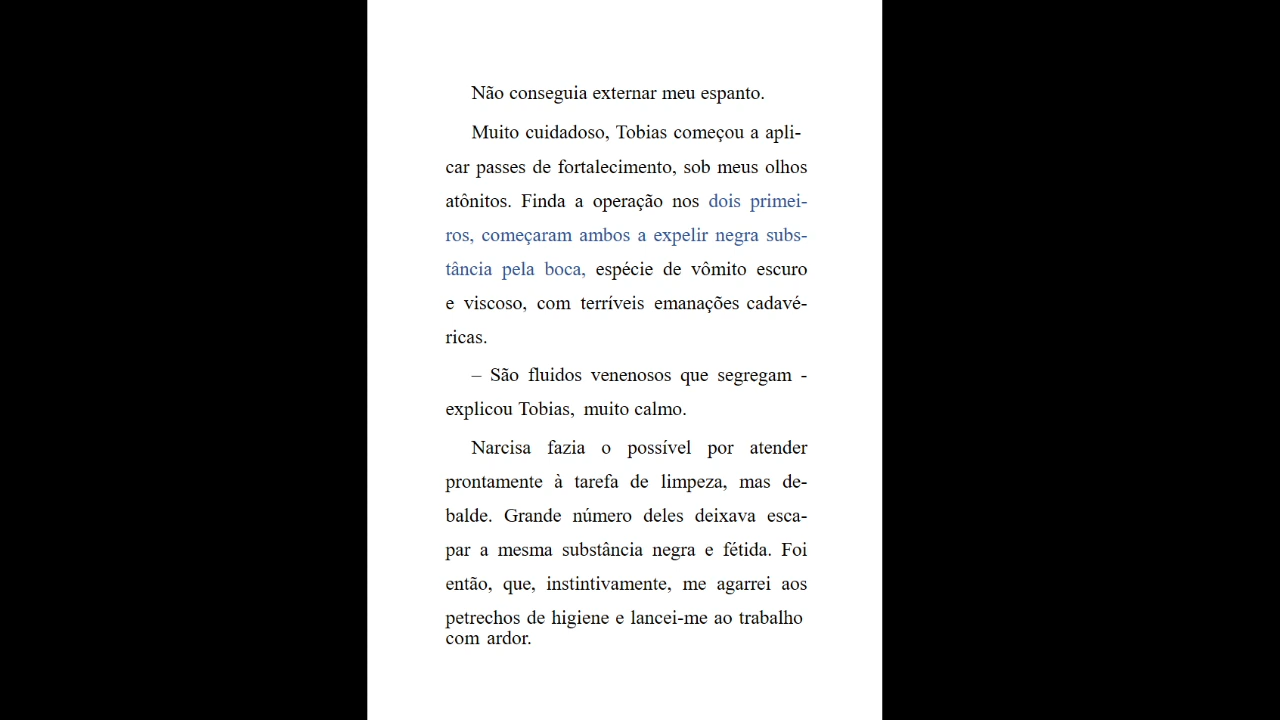 Não conseguia externar meu espanto.
Muito cuidadoso, Tobias começou a apli-
car passes de fortalecimento, sob meus olhos
atônitos. Finda a operação nos dois primei-
ros, começaram ambos a expelir negra subs-
tância pela boca, espécie de vômito escuro
e viscoso, com terríveis emanações cadavé-
ricas.
– São fluidos venenosos que segregam -
explicou Tobias, muito calmo.
Narcisa fazia o possível por atender
prontamente à tarefa de limpeza, mas de-
balde. Grande número deles deixava esca-
par a mesma substância negra e fétida. Foi
então, que, instintivamente, me agarrei aos
petrechos de higiene e lancei-me ao trabalho
com ardor.